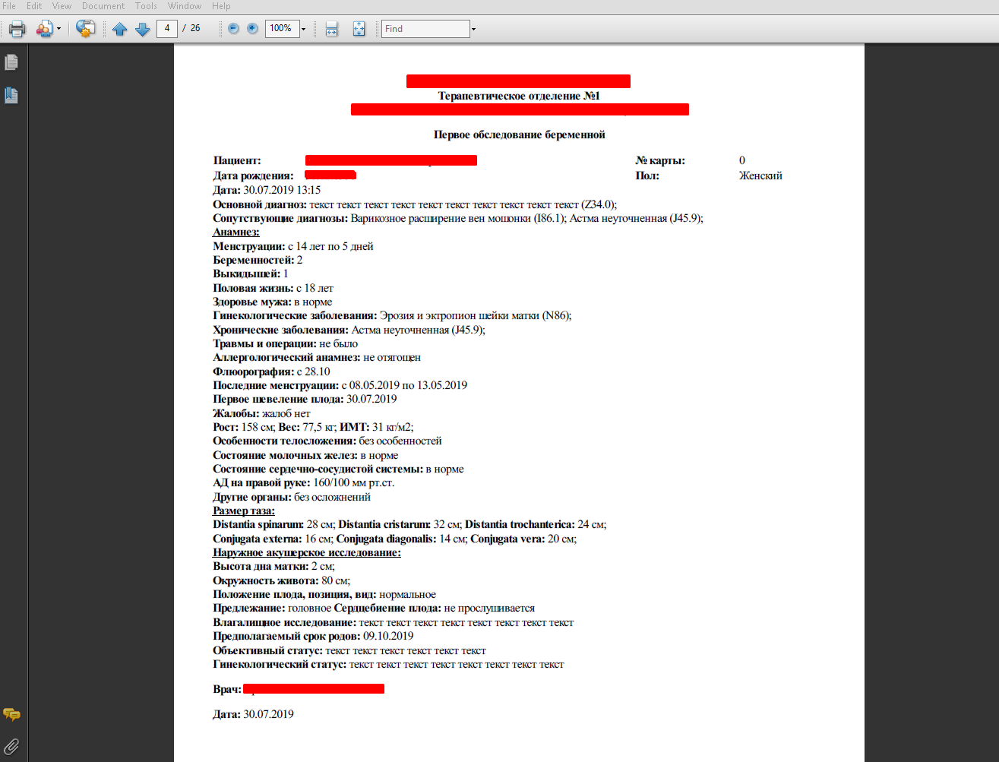 File Edit View Document Tools Window Help
4 / 26 100% Find
Терапевтическое отделение №1
Первое обследование беременной
Пациент: № карты: 0
Дата рождения: Пол: Женский
Дата: 30.07.2019 13:15
Основной диагноз: текст текст текст текст текст текст текст текст текст текст (Z34.0);
Сопутствующие диагнозы: Варикозное расширение вен мошонки (I86.1); Астма неуточненная (J45.9);
Анамнез:
Менструации: с 14 лет по 5 дней
Беременностей: 2
Выкидышей: 1
Половая жизнь: с 18 лет
Здоровье мужа: в норме
Гинекологические заболевания: Эрозия и эктропион шейки матки (N86);
Хронические заболевания: Астма неуточненная (J45.9);
Травмы и операции: не было
Аллергологический анамнез: не отягощен
Флюорография: с 28.10
Последние менструации: с 08.05.2019 по 13.05.2019
Первое шевеление плода: 30.07.2019
Жалобы: жалоб нет
Рост: 158 см; Вес: 77,5 кг; ИМТ: 31 кг/м2;
Особенности телосложения: без особенностей
Состояние молочных желез: в норме
Состояние сердечно-сосудистой системы: в норме
АД на правой руке: 160/100 мм рт.ст.
Другие органы: без осложнений
Размер таза:
Distantia spinarum: 28 см; Distantia cristarum: 32 см; Distantia trochanterica: 24 см;
Conjugata externa: 16 см; Conjugata diagonalis: 14 см; Conjugata vera: 20 см;
Наружное акушерское исследование:
Высота дна матки: 2 см;
Окружность живота: 80 см;
Положение плода, позиция, вид: нормальное
Предлежание: головное Сердцебиение плода: не прослушивается
Влагалищное исследование: текст текст текст текст текст текст текст текст
Предполагаемый срок родов: 09.10.2019
Объективный статус: текст текст текст текст текст текст
Гинекологический статус: текст текст текст текст текст текст текст текст
Врач:
Дата: 30.07.2019